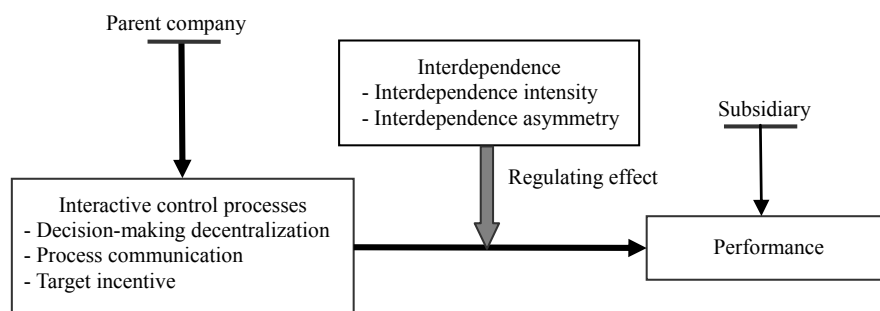 Parent company
Interdependence
- Interdependence intensity
- Interdependence asymmetry
Subsidiary
Regulating effect
Interactive control processes
- Decision-making decentralization
- Process communication
- Target incentive
Performance